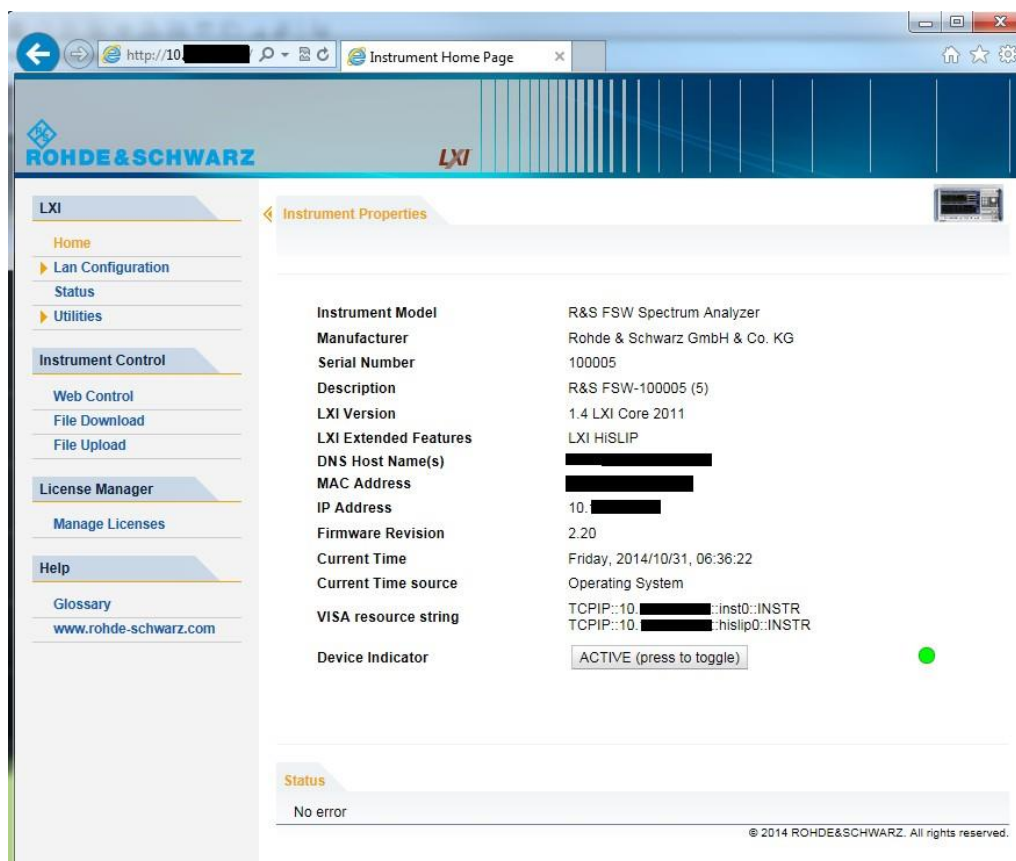 http://10.
Instrument Home Page
R&S
ROHDE&SCHWARZ
LXI
LXI
Home
Lan Configuration
Status
Utilities
Instrument Control
Web Control
File Download
File Upload
License Manager
Manage Licenses
Help
Glossary
www.rohde-schwarz.com
Instrument Properties
Instrument Model R&S FSW Spectrum Analyzer
Manufacturer Rohde & Schwarz GmbH & Co. KG
Serial Number 100005
Description R&S FSW-100005 (5)
LXI Version 1.4 LXI Core 2011
LXI Extended Features LXI HiSLIP
DNS Host Name(s)
MAC Address
IP Address 10.
Firmware Revision 2.20
Current Time Friday, 2014/10/31, 06:36:22
Current Time source Operating System
VISA resource string TCPIP::10. ::inst0::INSTR
TCPIP::10. ::hislip0::INSTR
Device Indicator ACTIVE (press to toggle)
Status
No error
© 2014 ROHDE&SCHWARZ. All rights reserved.